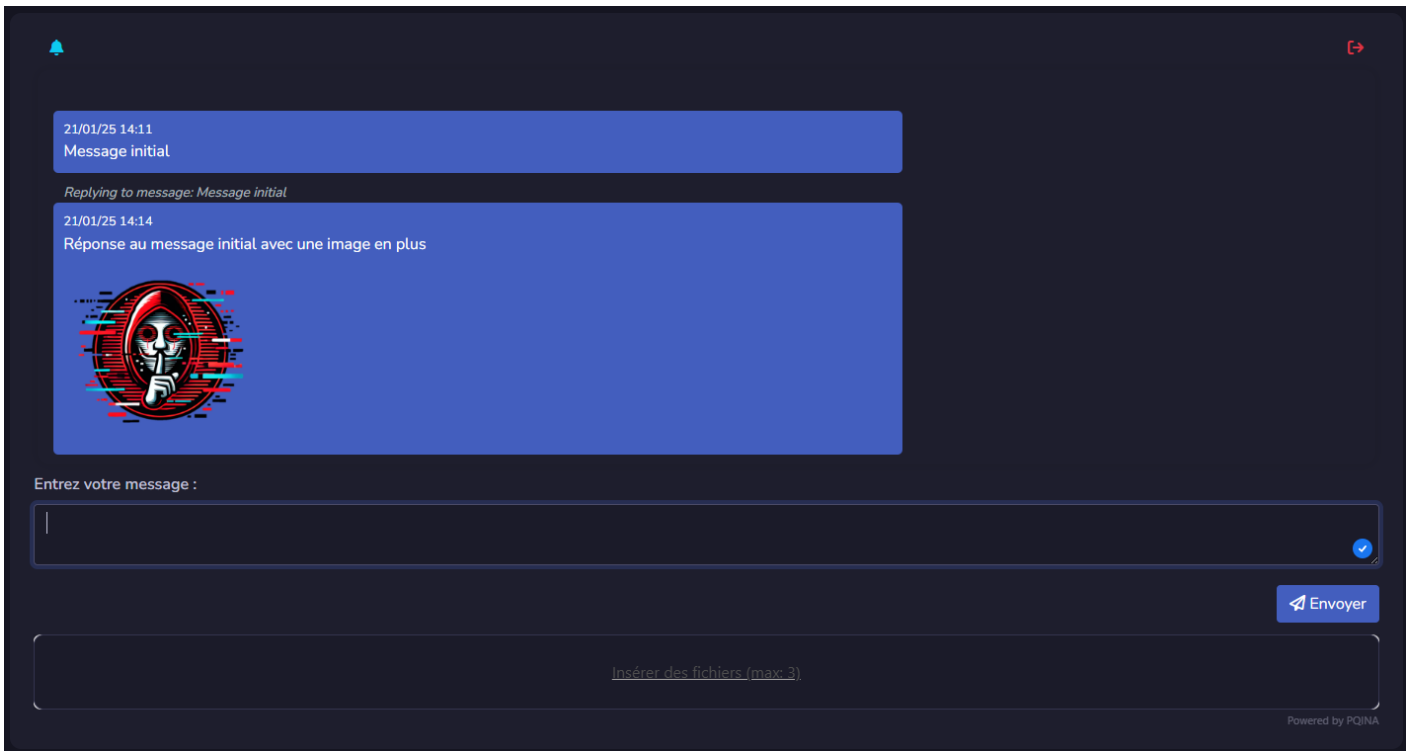 21/01/25 14:11
Message initial
Replying to message: Message initial
21/01/25 14:14
Réponse au message initial avec une image en plus
Entrez votre message :
Envoyer
Insérer des fichiers (max: 3)
Powered by PQINA